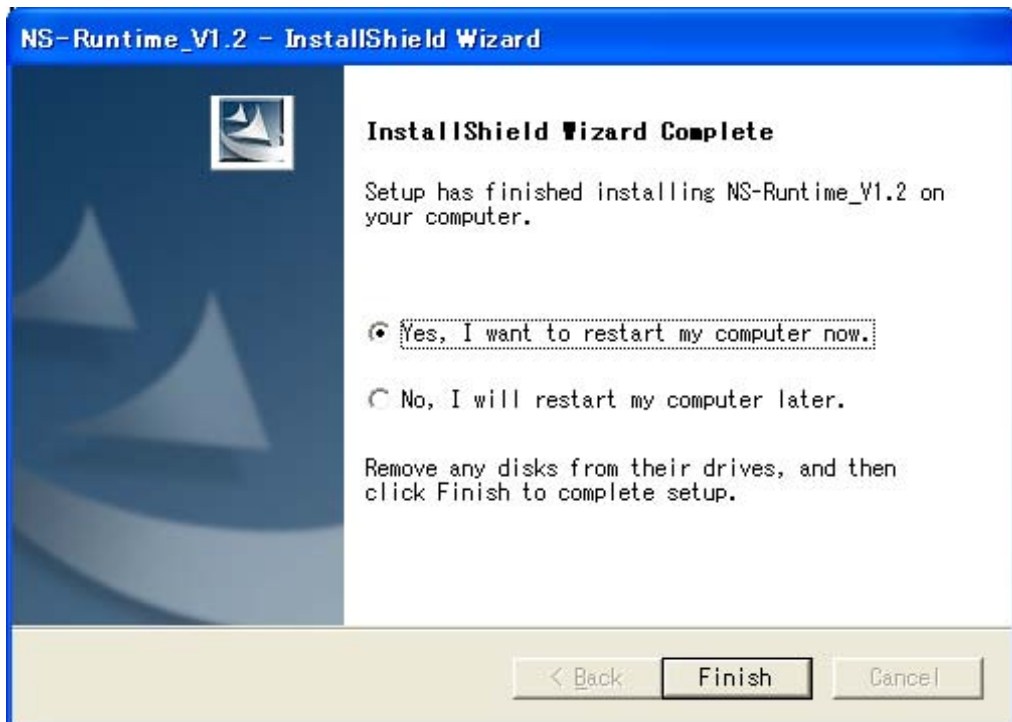 NS-Runtime_V1.2 - InstallShield Wizard
InstallShield Wizard Complete
Setup has finished installing NS-Runtime_V1.2 on
your computer.
Yes, I want to restart my computer now.
No, I will restart my computer later.
Remove any disks from their drives, and then
click Finish to complete setup.
< Back Finish Cancel